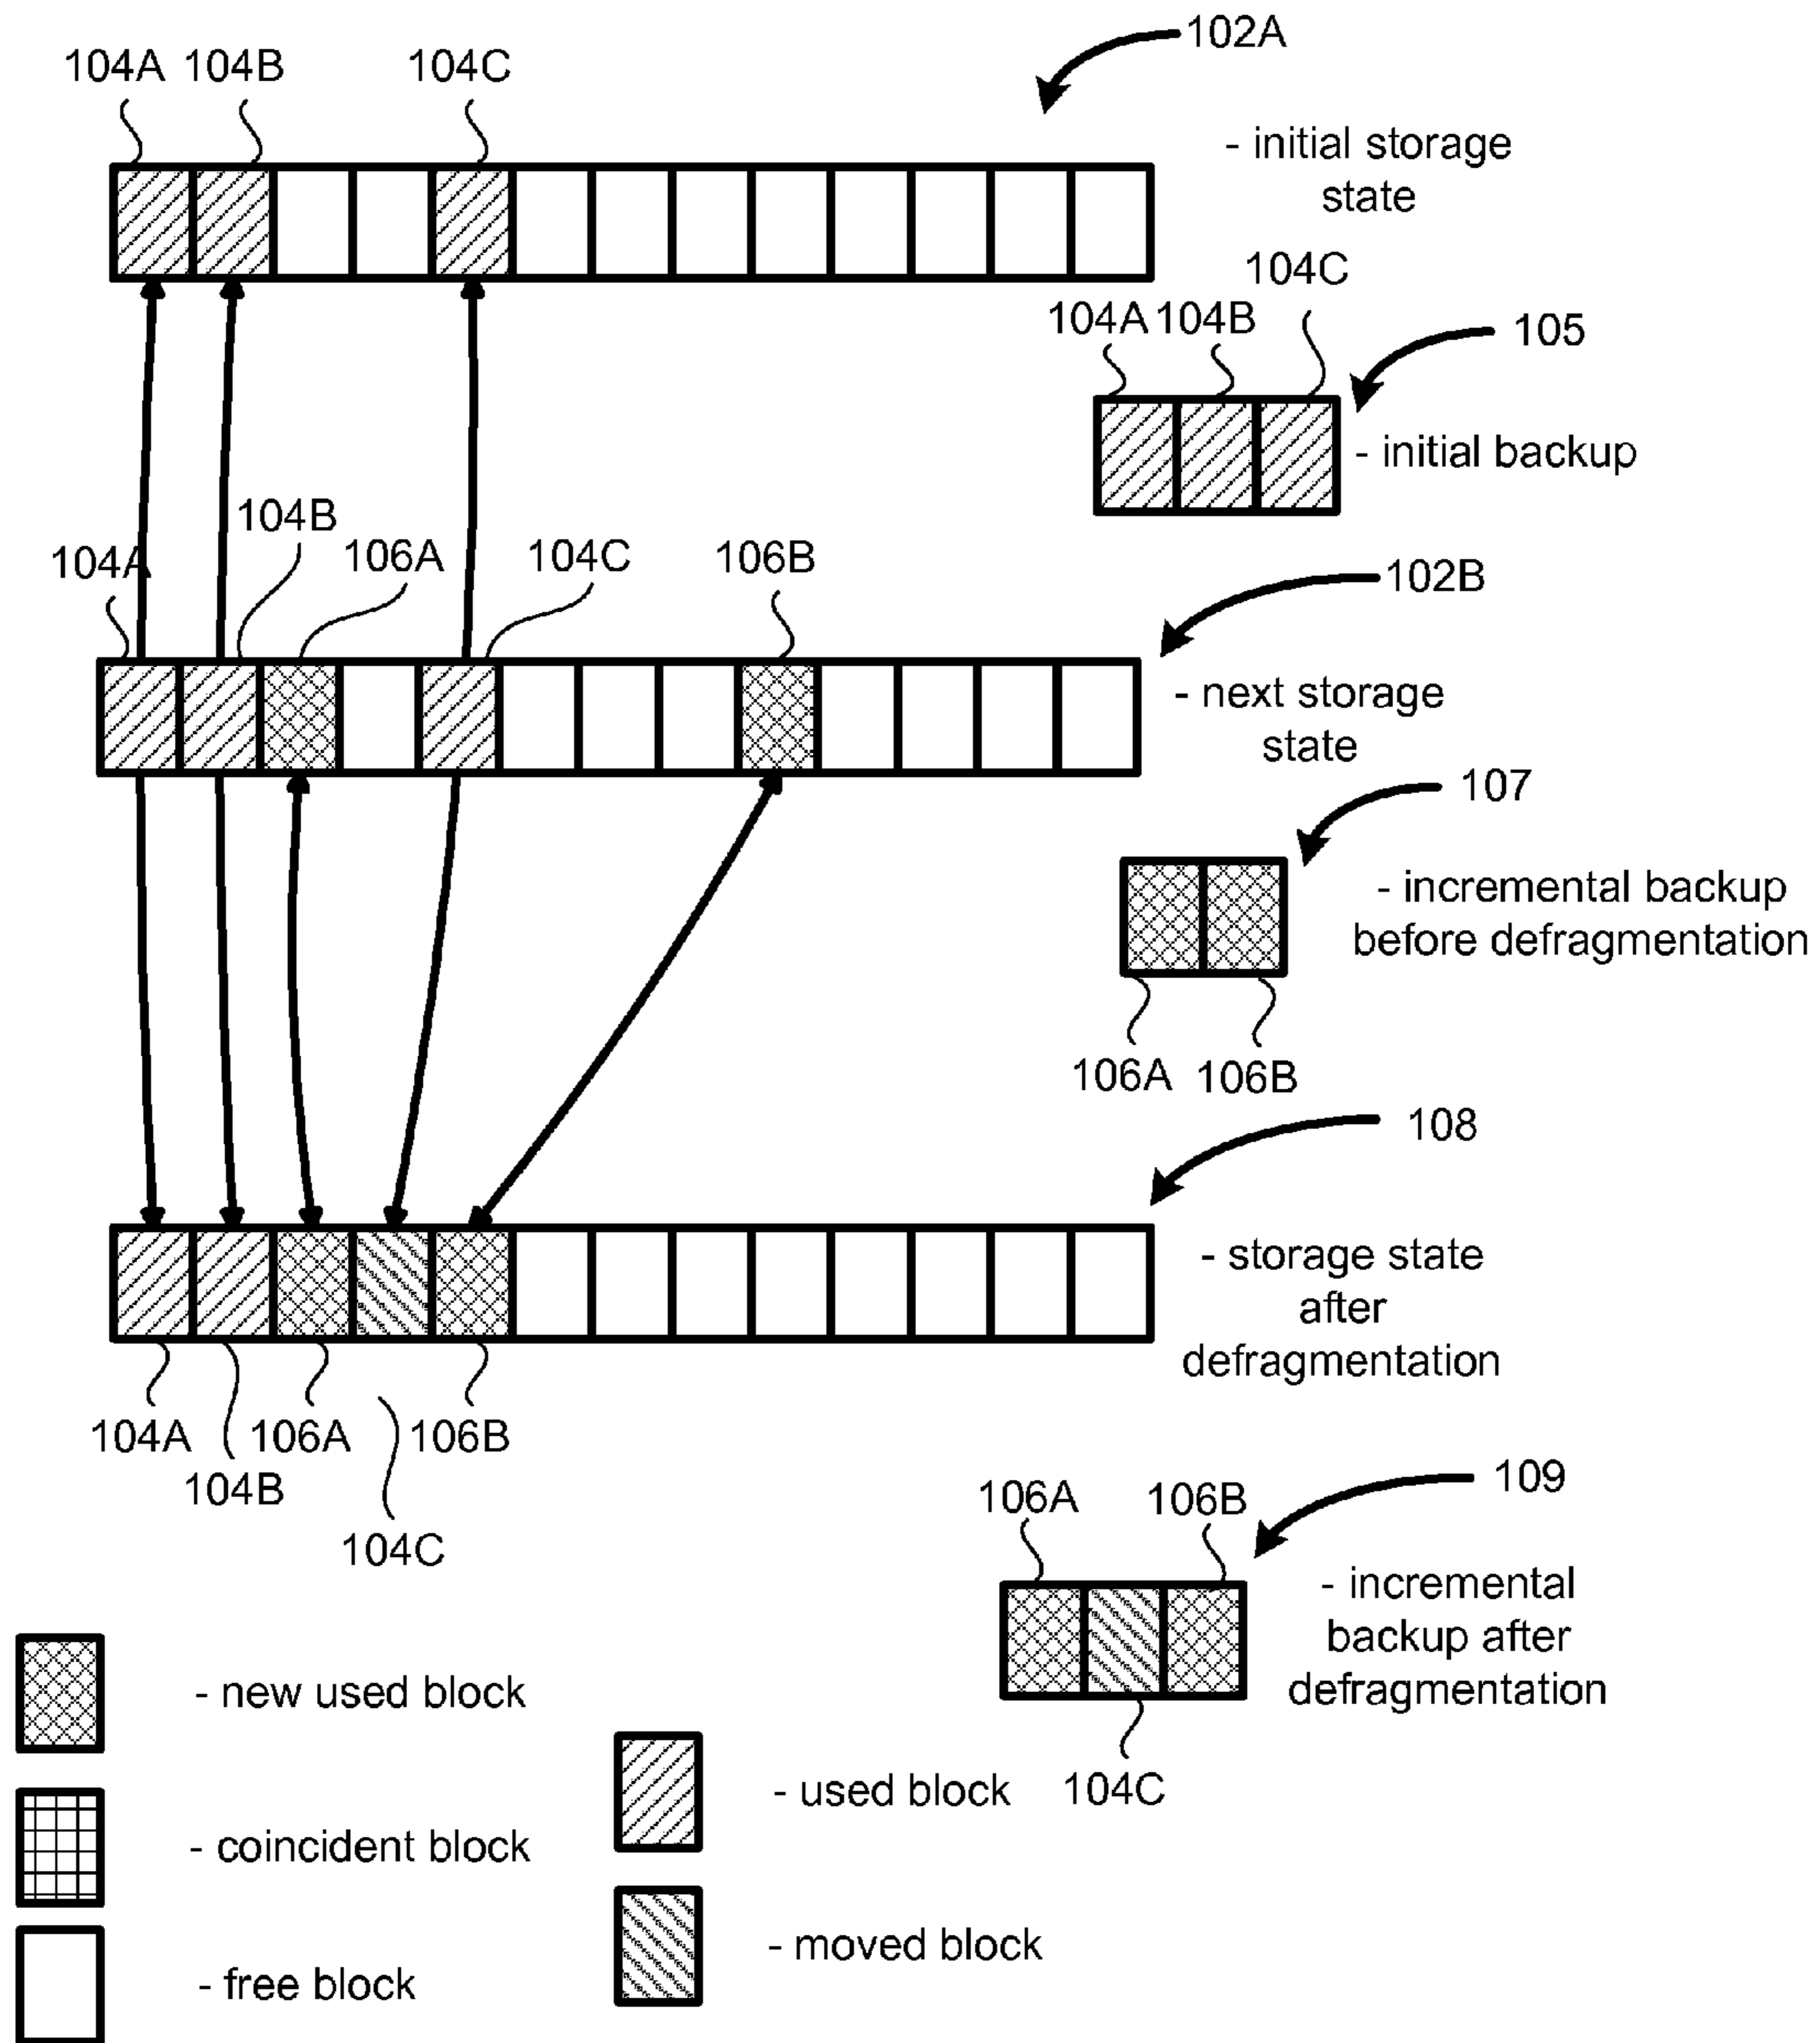 102A
104A 104B 104C
- initial storage
state
104C
104A 104B
105
- initial backup
104B
104A 106A 104C 106B
102B
- next storage
state
107
- incremental backup
before defragmentation
106A 106B
108
- storage state
after
defragmentation
104A 106A 106B
104B
104C
106A 106B
109
- incremental
backup after
defragmentation
104C
- new used block
- used block
- coincident block
- moved block
- free block